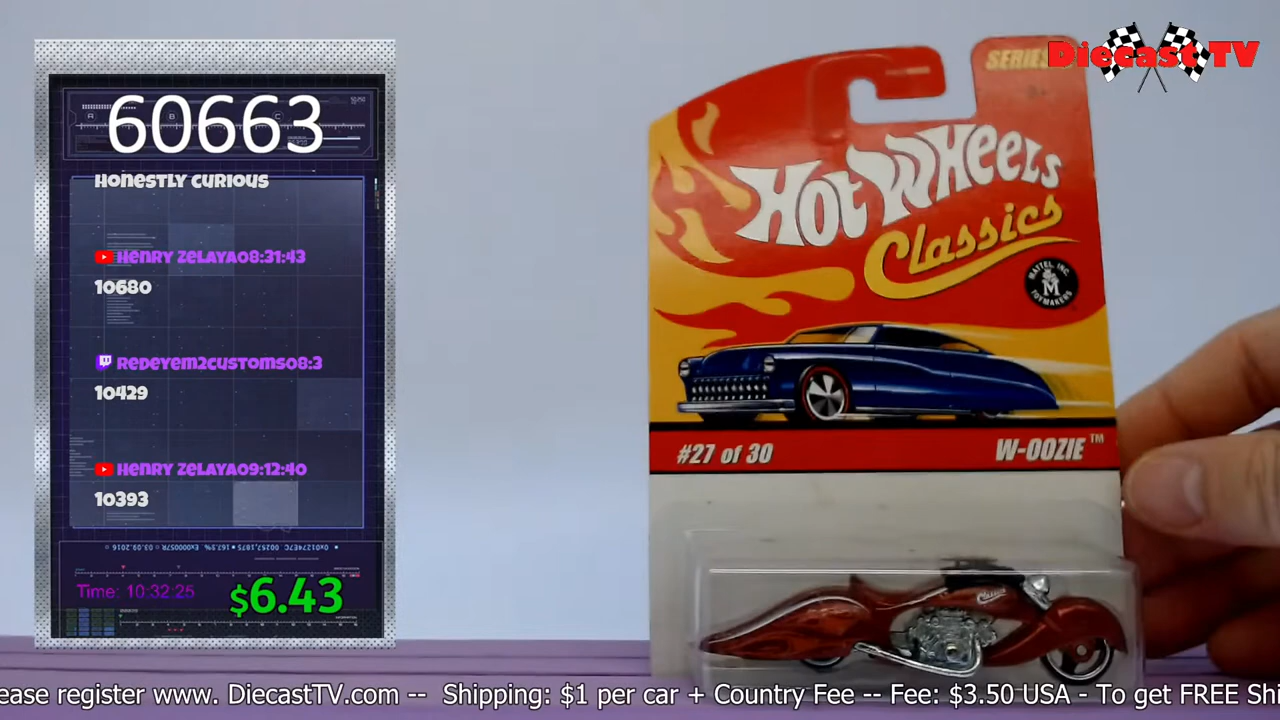 60663
Honestly Curious
Henry Zelaya08:31:43
10680
RedEyeM2Customs08:3
10429
Henry Zelaya09:12:40
10393
Time: 10:32:25
$6.43
SERIES
Diecast TV
Hot Wheels
Classics
MATTEL, INC.
M
TOYMAKERS
#27 of 30
W-OOZIE™
Classics
ease register www. DiecastTV.com -- Shipping: $1 per car + Country Fee -- Fee: $3.50 USA - To get FREE Shi